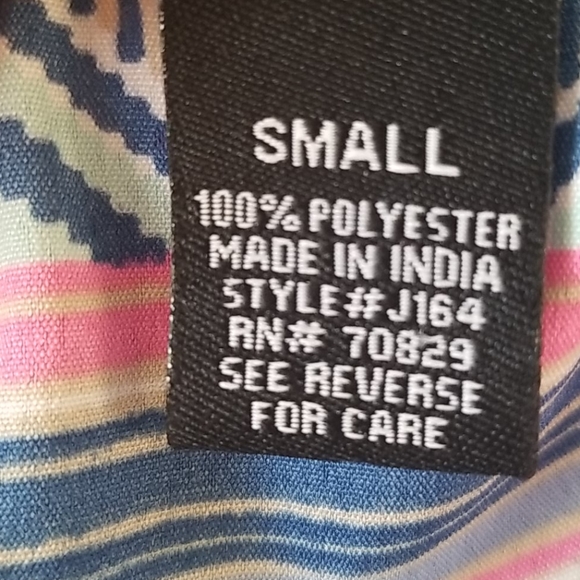 SMALL
100% POLYESTER
MADE IN INDIA
STYLE# J164
RN# 70829
SEE REVERSE
FOR CARE